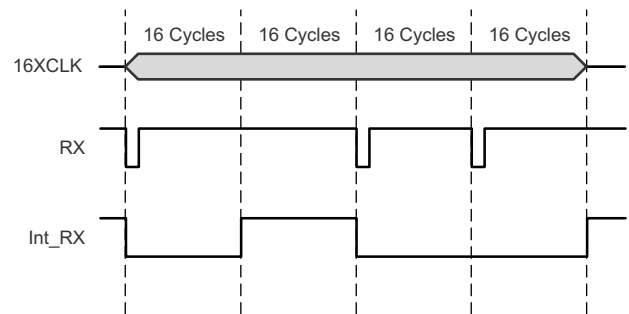 16 Cycles 16 Cycles 16 Cycles 16 Cycles
16XCLK
RX
Int_RX